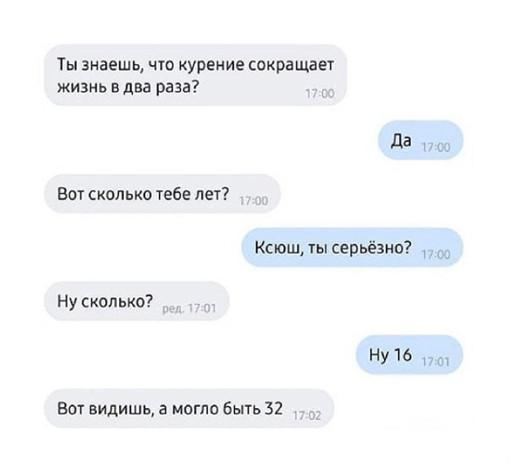 Ты знаешь, что курение сокращает
жизнь в два раза? 17:00
Да 17:00
Вот сколько тебе лет? 17:00
Ксюш, ты серьёзно? 17:00
Ну сколько? ред. 17:01
Ну 16 17:01
Вот видишь, а могло быть 32 17:02